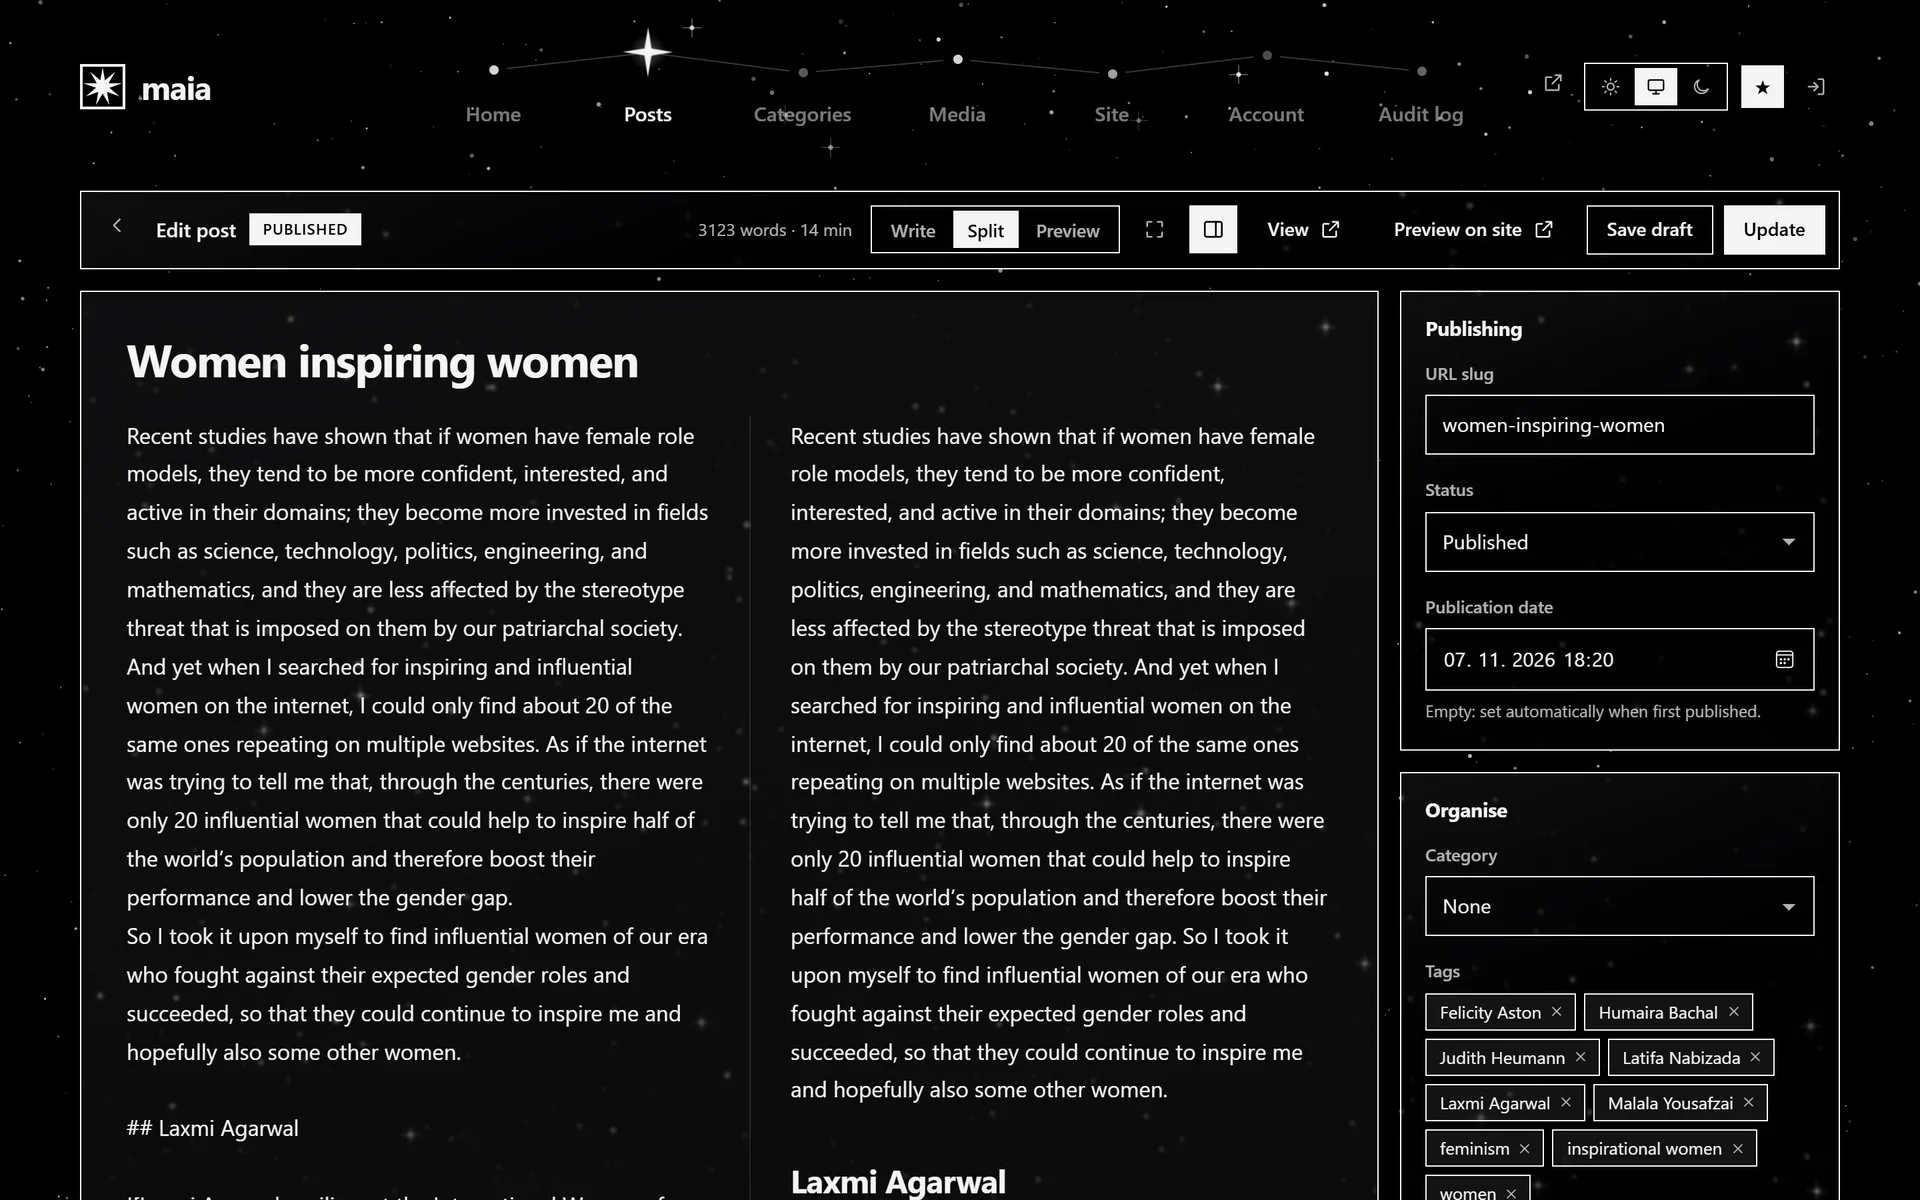 .maia
Home
Posts
Categories
Media
Site
Account
Audit log
Edit post
PUBLISHED
3123 words · 14 min
Write
Split
Preview
View
Preview on site
Save draft
Update
Women inspiring women
Recent studies have shown that if women have female role
models, they tend to be more confident, interested, and
active in their domains; they become more invested in fields
such as science, technology, politics, engineering, and
mathematics, and they are less affected by the stereotype
threat that is imposed on them by our patriarchal society.
And yet when I searched for inspiring and influential
women on the internet, I could only find about 20 of the
same ones repeating on multiple websites. As if the internet
was trying to tell me that, through the centuries, there were
only 20 influential women that could help to inspire half of
the world’s population and therefore boost their
performance and lower the gender gap.
So I took it upon myself to find influential women of our era
who fought against their expected gender roles and
succeeded, so that they could continue to inspire me and
hopefully also some other women.
## Laxmi Agarwal
Recent studies have shown that if women have female
role models, they tend to be more confident,
interested, and active in their domains; they become
more invested in fields such as science, technology,
politics, engineering, and mathematics, and they are
less affected by the stereotype threat that is imposed
on them by our patriarchal society. And yet when I
searched for inspiring and influential women on the
internet, I could only find about 20 of the same ones
repeating on multiple websites. As if the internet was
trying to tell me that, through the centuries, there were
only 20 influential women that could help to inspire
half of the world’s population and therefore boost their
performance and lower the gender gap. So I took it
upon myself to find influential women of our era who
fought against their expected gender roles and
succeeded, so that they could continue to inspire me
and hopefully also some other women.
Laxmi Agarwal
Publishing
URL slug
women-inspiring-women
Status
Published
Publication date
07. 11. 2026 18:20
Empty: set automatically when first published.
Organise
Category
None
Tags
Felicity Aston ×
Humaira Bachal ×
Judith Heumann ×
Latifa Nabizada ×
Laxmi Agarwal ×
Malala Yousafzai ×
feminism ×
inspirational women ×
women ×